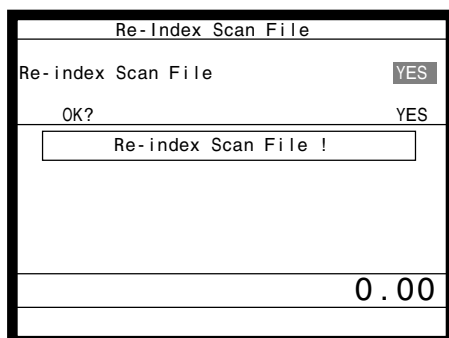 Re-Index Scan File
Re-index Scan File YES
OK? YES
Re-index Scan File !
0.00